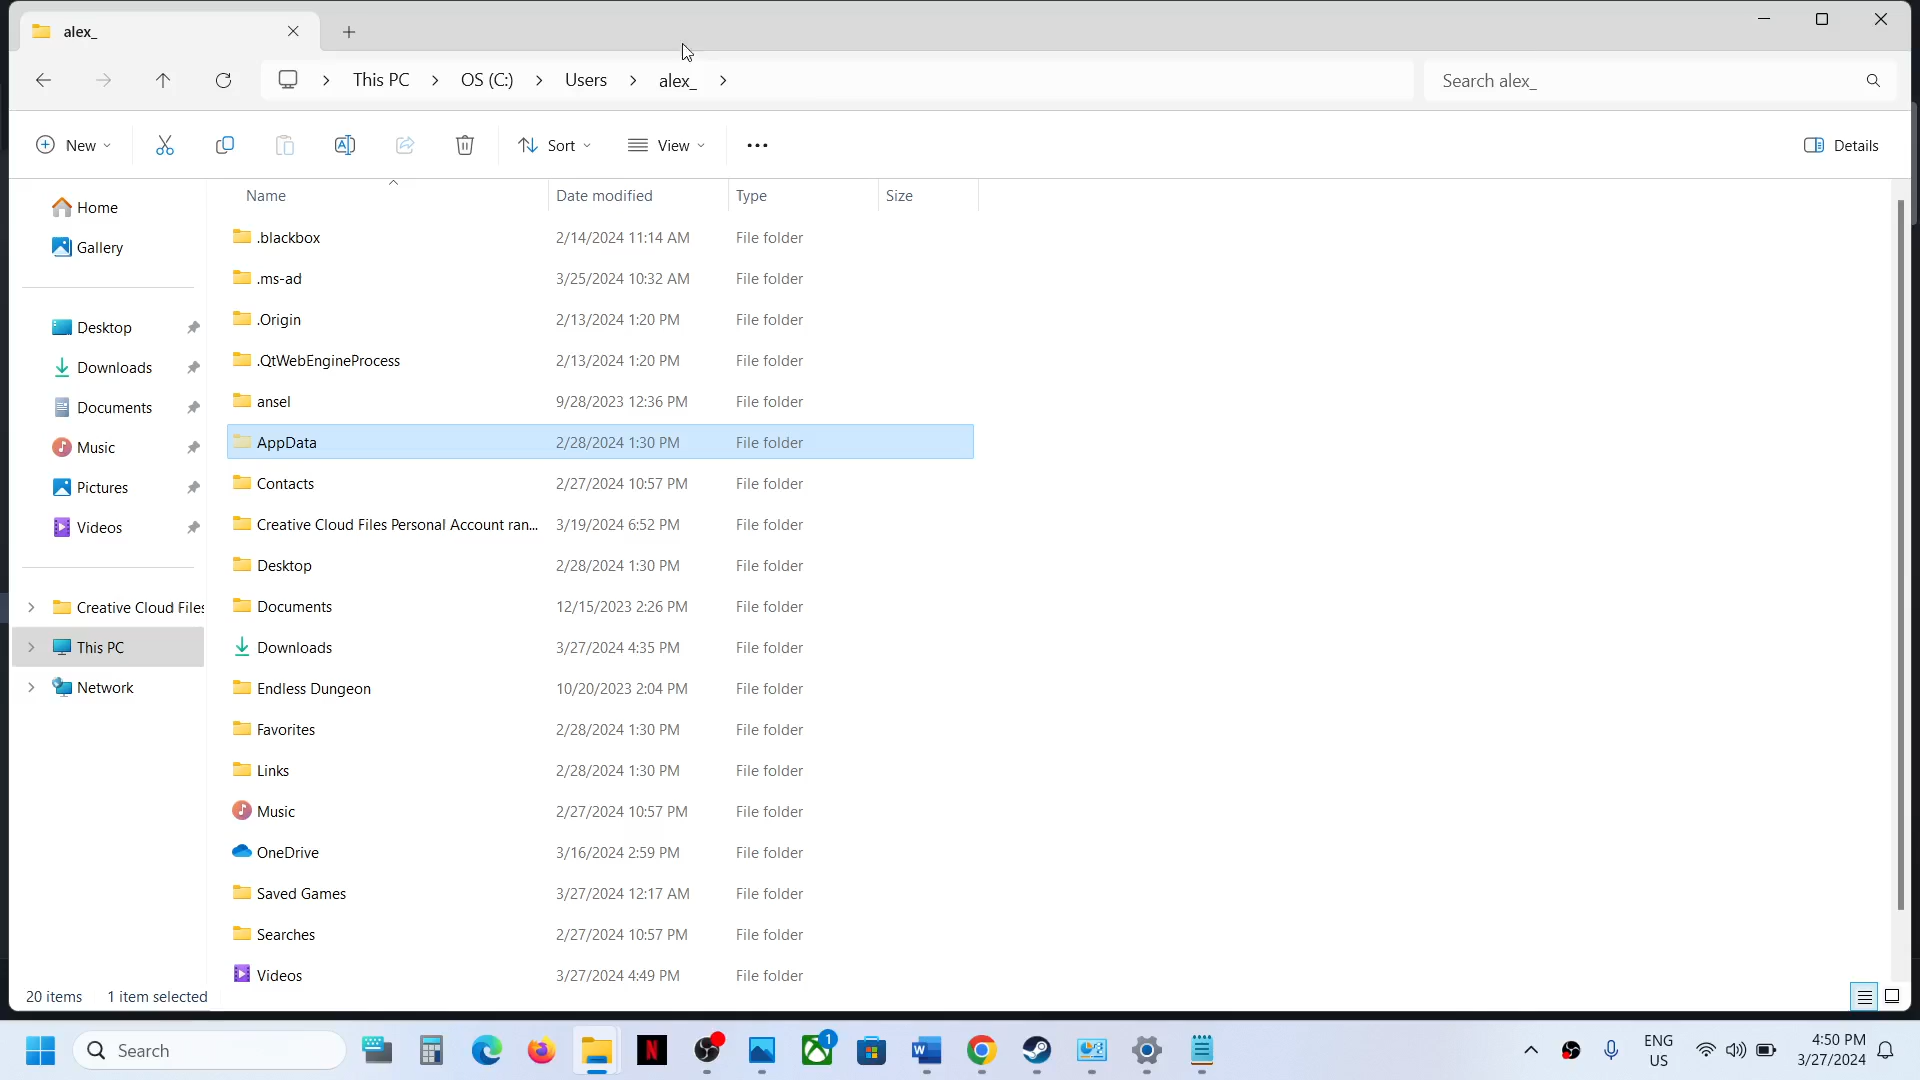 alex_
This PC
OS (C:)
Users
alex_
Search alex_
New
Sort
View
Details
Name
Date modified
Type
Size
Home
Gallery
Desktop
Downloads
Documents
Music
Pictures
Videos
Creative Cloud Files
This PC
Network
.blackbox 2/14/2024 11:14 AM File folder
.ms-ad 3/25/2024 10:32 AM File folder
.Origin 2/13/2024 1:20 PM File folder
.QtWebEngineProcess 2/13/2024 1:20 PM File folder
ansel 9/28/2023 12:36 PM File folder
AppData 2/28/2024 1:30 PM File folder
Contacts 2/27/2024 10:57 PM File folder
Creative Cloud Files Personal Account ran... 3/19/2024 6:52 PM File folder
Desktop 2/28/2024 1:30 PM File folder
Documents 12/15/2023 2:26 PM File folder
Downloads 3/27/2024 4:35 PM File folder
Endless Dungeon 10/20/2023 2:04 PM File folder
Favorites 2/28/2024 1:30 PM File folder
Links 2/28/2024 1:30 PM File folder
Music 2/27/2024 10:57 PM File folder
OneDrive 3/16/2024 2:59 PM File folder
Saved Games 3/27/2024 12:17 AM File folder
Searches 2/27/2024 10:57 PM File folder
Videos 3/27/2024 4:49 PM File folder
20 items
1 item selected
Search
1
ENG
US
4:50 PM
3/27/2024